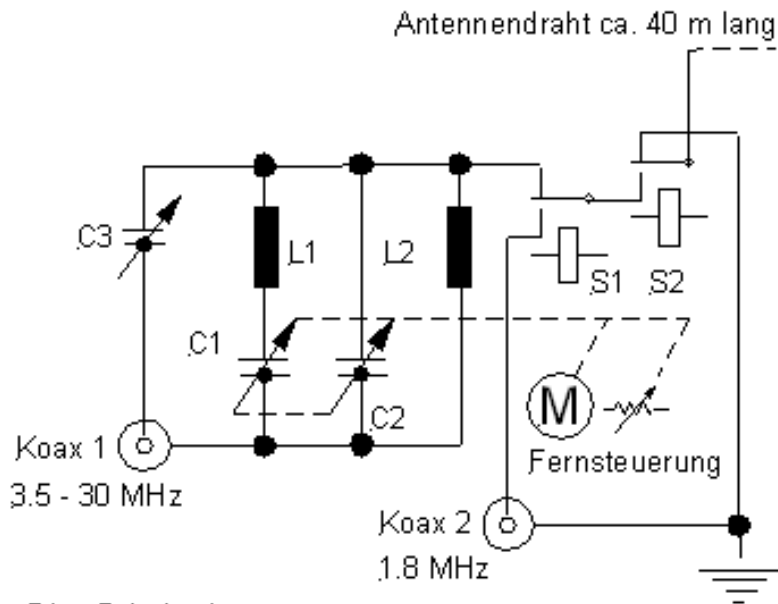 Antennendraht ca. 40 m lang
C3
L1
L2
S1
S2
C1
C2
M
Koax 1
3.5 - 30 MHz
Fernsteuerung
Koax 2
1.8 MHz